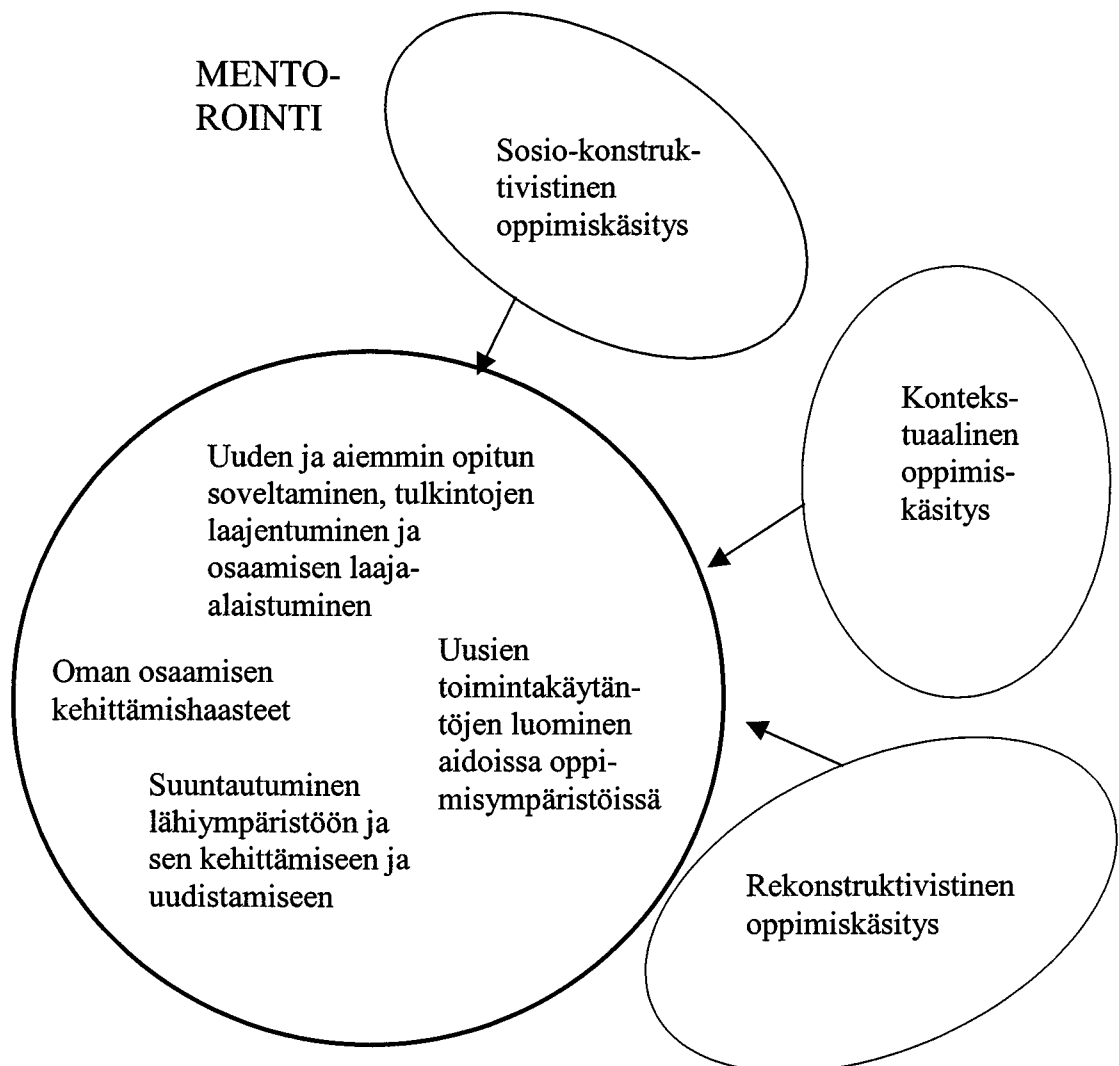 MENTO-
ROINTI
Sosio-konstruk-
tivistinen
oppimiskäsitys
Konteks-
tuaalinen
oppimis-
käsitys
Uuden ja aiemmin opitun
soveltaminen, tulkintojen
laajentuminen ja
osaamisen laaja-
alaistuminen
Oman osaamisen
kehittämishaasteet
Uusien
toimintakäytän-
töjen luominen
aidoissa oppi-
misympäristöissä
Suuntautuminen
lähiympäristöön ja
sen kehittämiseen ja
uudistamiseen
Rekonstruktivistinen
oppimiskäsitys